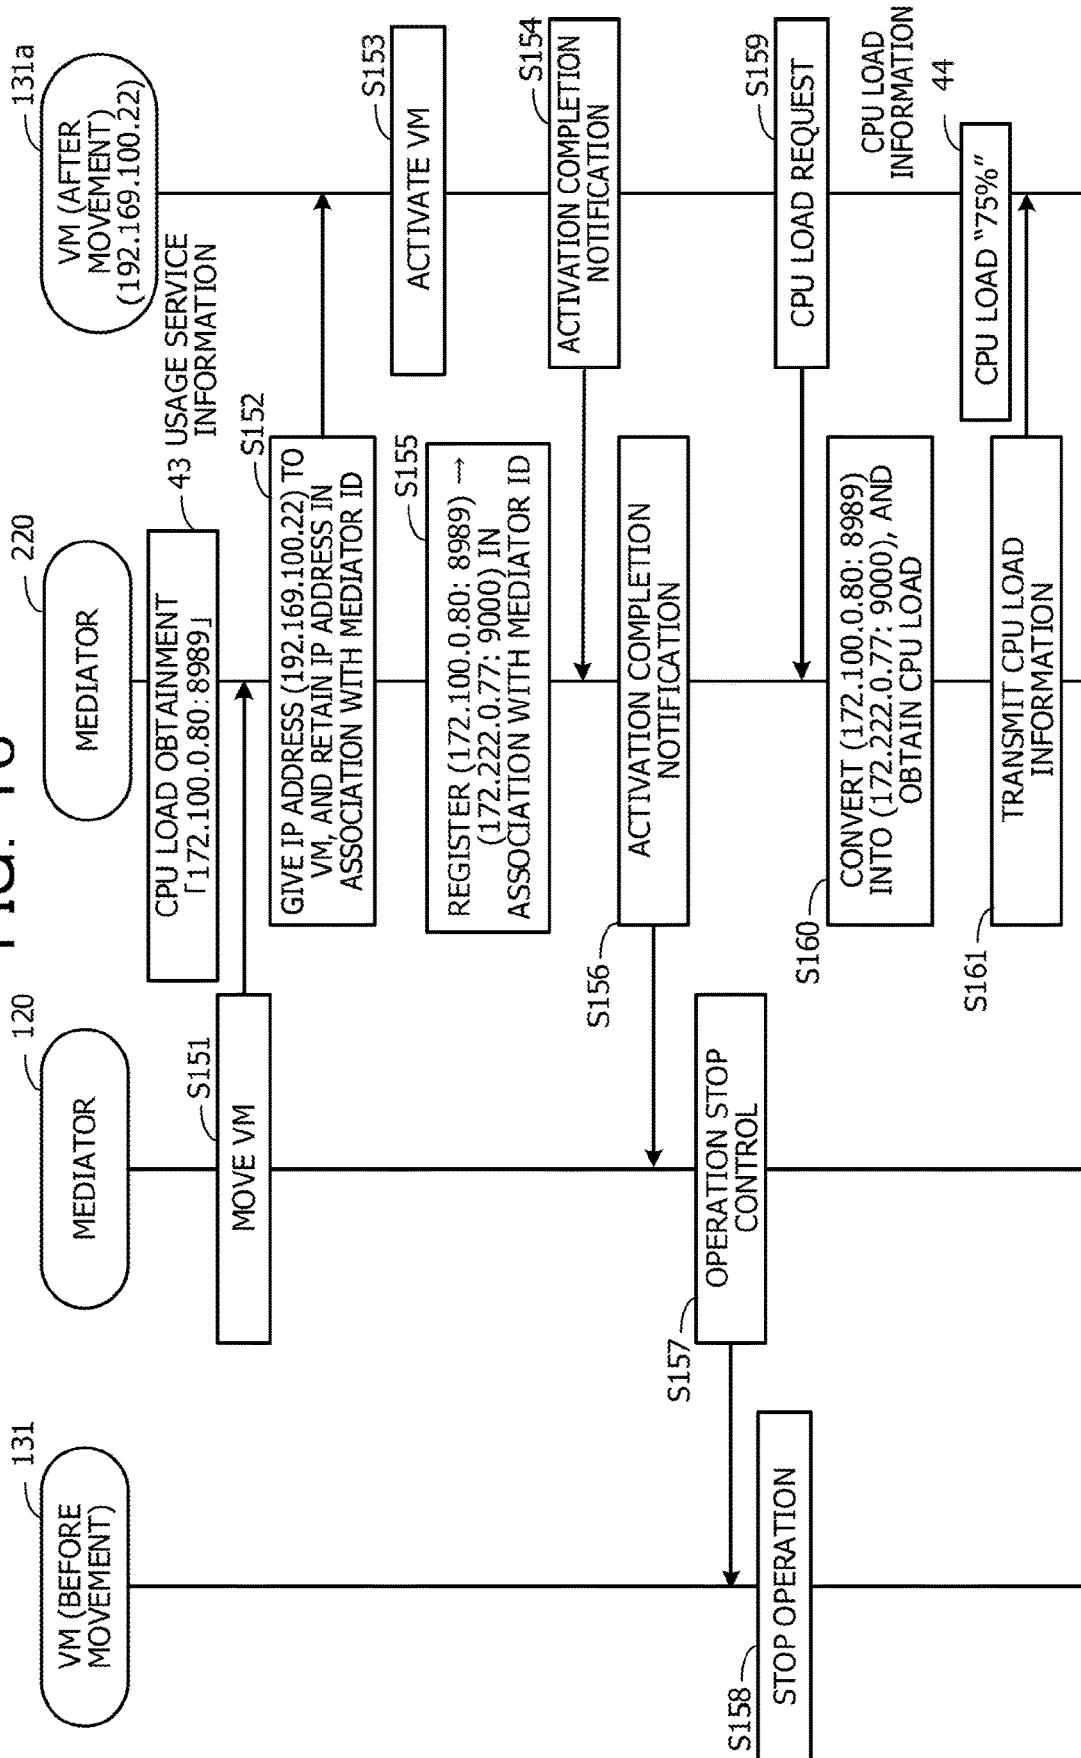 131
VM (BEFORE
MOVEMENT)
120
MEDIATOR
220
MEDIATOR
131a
VM (AFTER
MOVEMENT)
(192.169.100.22)
CPU LOAD OBTAINMENT
「172.100.0.80:8989」
43 USAGE SERVICE
INFORMATION
S151
MOVE VM
S152
GIVE IP ADDRESS (192.169.100.22) TO
VM, AND RETAIN IP ADDRESS IN
ASSOCIATION WITH MEDIATOR ID
S153
ACTIVATE VM
S155
REGISTER (172.100.0.80: 8989) →
(172.222.0.77: 9000) IN
ASSOCIATION WITH MEDIATOR ID
S154
ACTIVATION COMPLETION
NOTIFICATION
S156
ACTIVATION COMPLETION
NOTIFICATION
S157
OPERATION STOP
CONTROL
S158
STOP OPERATION
S159
CPU LOAD REQUEST
S160
CONVERT (172.100.0.80: 8989)
INTO (172.222.0.77: 9000), AND
OBTAIN CPU LOAD
CPU LOAD
INFORMATION
44
CPU LOAD "75%"
S161
TRANSMIT CPU LOAD
INFORMATION